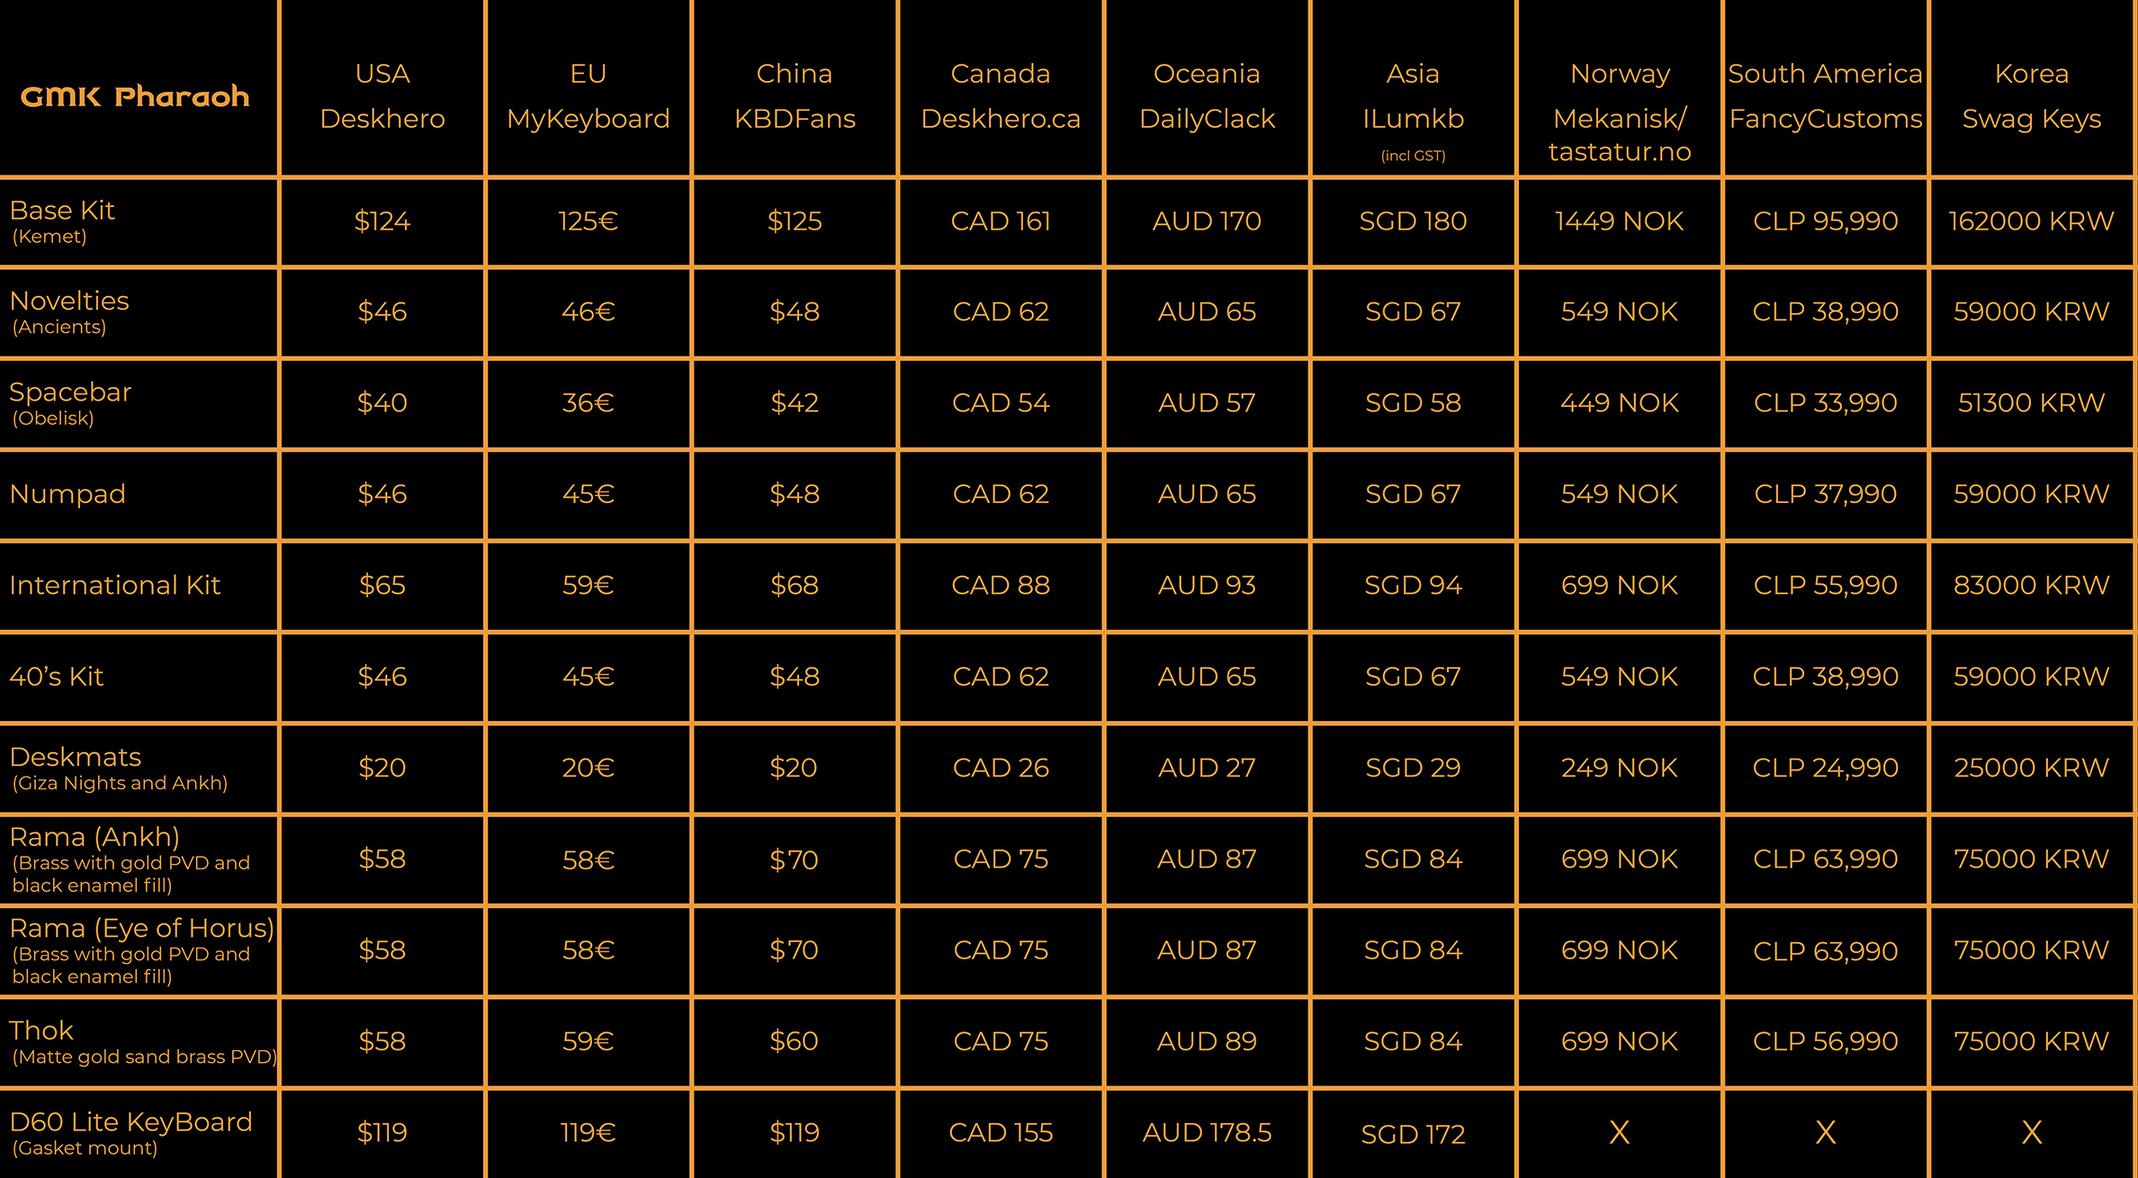 GMK Pharaoh
USA
Deskhero
EU
MyKeyboard
China
KBDFans
Canada
Deskhero.ca
Oceania
DailyClack
Asia
ILumkb
(incl GST)
Norway
Mekanisk/
tastatur.no
South America
FancyCustoms
Korea
Swag Keys
Base Kit
(Kemet)
$124
125€
$125
CAD 161
AUD 170
SGD 180
1449 NOK
CLP 95,990
162000 KRW
Novelties
(Ancients)
$46
46€
$48
CAD 62
AUD 65
SGD 67
549 NOK
CLP 38,990
59000 KRW
Spacebar
(Obelisk)
$40
36€
$42
CAD 54
AUD 57
SGD 58
449 NOK
CLP 33,990
51300 KRW
Numpad
$46
45€
$48
CAD 62
AUD 65
SGD 67
549 NOK
CLP 37,990
59000 KRW
International Kit
$65
59€
$68
CAD 88
AUD 93
SGD 94
699 NOK
CLP 55,990
83000 KRW
40's Kit
$46
45€
$48
CAD 62
AUD 65
SGD 67
549 NOK
CLP 38,990
59000 KRW
Deskmats
(Giza Nights and Ankh)
$20
20€
$20
CAD 26
AUD 27
SGD 29
249 NOK
CLP 24,990
25000 KRW
Rama (Ankh)
(Brass with gold PVD and
black enamel fill)
$58
58€
$70
CAD 75
AUD 87
SGD 84
699 NOK
CLP 63,990
75000 KRW
Rama (Eye of Horus)
(Brass with gold PVD and
black enamel fill)
$58
58€
$70
CAD 75
AUD 87
SGD 84
699 NOK
CLP 63,990
75000 KRW
Thok
(Matte gold sand brass PVD)
$58
59€
$60
CAD 75
AUD 89
SGD 84
699 NOK
CLP 56,990
75000 KRW
D60 Lite KeyBoard
(Gasket mount)
$119
119€
$119
CAD 155
AUD 178.5
SGD 172
X
X
X